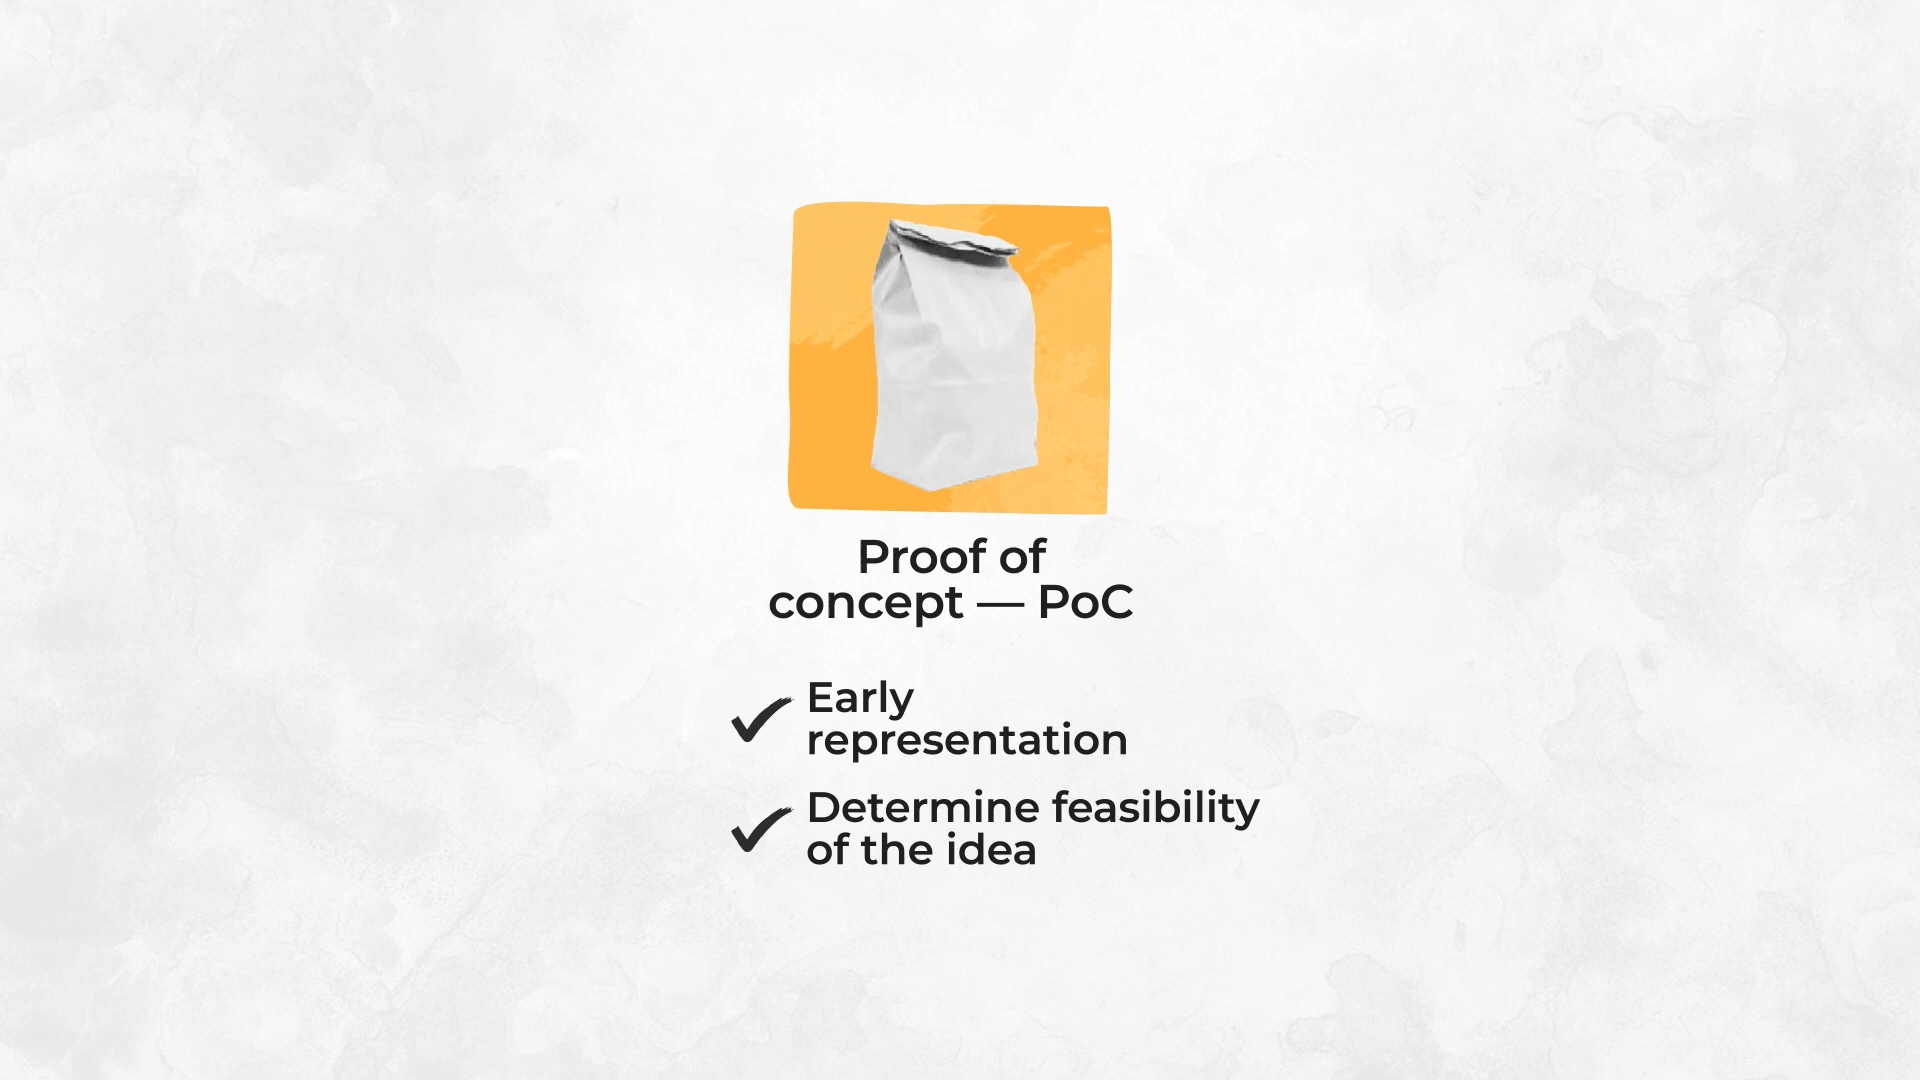 Proof of
concept — PoC
Early
representation
Determine feasibility
of the idea